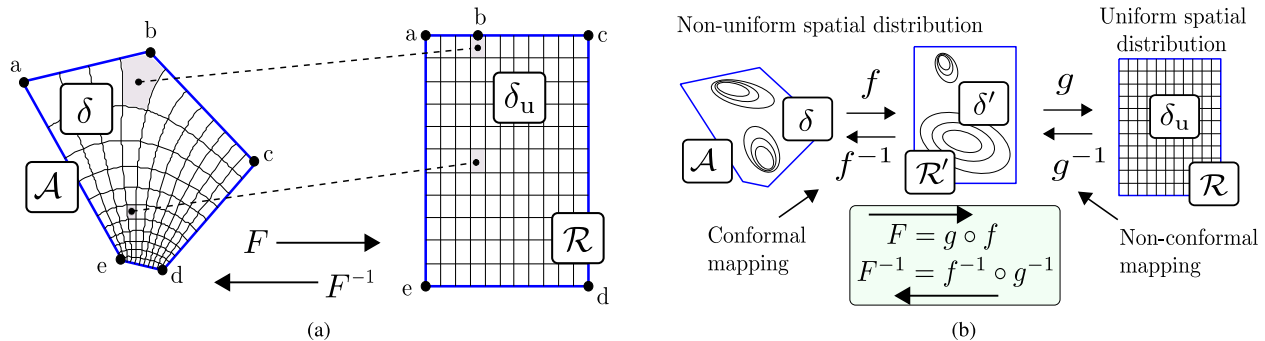 a
b
c
d
e
δ
𝒜
F
F⁻¹
a
b
c
δᵤ
ℛ
e
d
(a)
Non-uniform spatial distribution
Uniform spatial
distribution
δ
𝒜
f
f⁻¹
δ′
ℛ′
g
g⁻¹
δᵤ
ℛ
Conformal
mapping
F = g ∘ f
F⁻¹ = f⁻¹ ∘ g⁻¹
Non-conformal
mapping
(b)